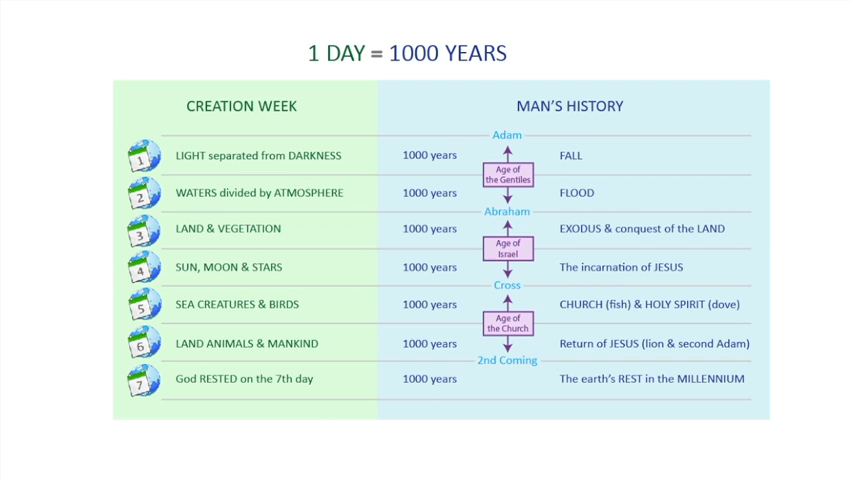 1 DAY = 1000 YEARS
CREATION WEEK MAN'S HISTORY
Adam
1 LIGHT separated from DARKNESS 1000 years FALL
Age of
the Gentiles
2 WATERS divided by ATMOSPHERE 1000 years FLOOD
Abraham
3 LAND & VEGETATION 1000 years EXODUS & conquest of the LAND
Age of
Israel
4 SUN, MOON & STARS 1000 years The incarnation of JESUS
Cross
5 SEA CREATURES & BIRDS 1000 years CHURCH (fish) & HOLY SPIRIT (dove)
Age of
the Church
6 LAND ANIMALS & MANKIND 1000 years Return of JESUS (lion & second Adam)
2nd Coming
7 God RESTED on the 7th day 1000 years The earth's REST in the MILLENNIUM